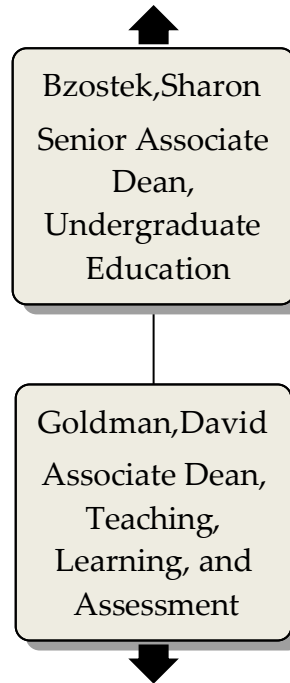 Bzostek,Sharon
Senior Associate
Dean,
Undergraduate
Education
Goldman,David
Associate Dean,
Teaching,
Learning, and
Assessment